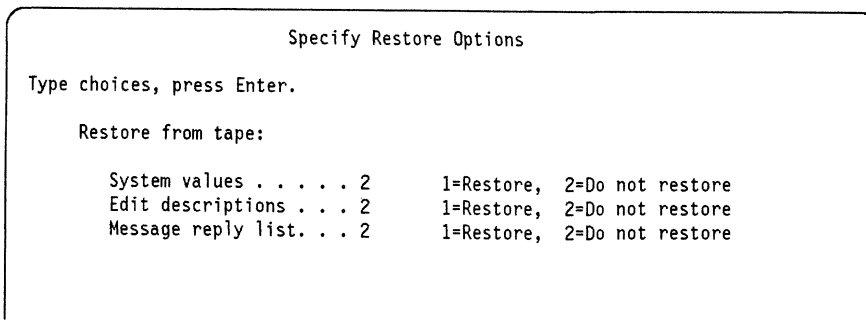 Specify Restore Options
Type choices, press Enter.
Restore from tape:
System values . . . . . 2 1=Restore, 2=Do not restore
Edit descriptions . . . 2 1=Restore, 2=Do not restore
Message reply list. . . 2 1=Restore, 2=Do not restore